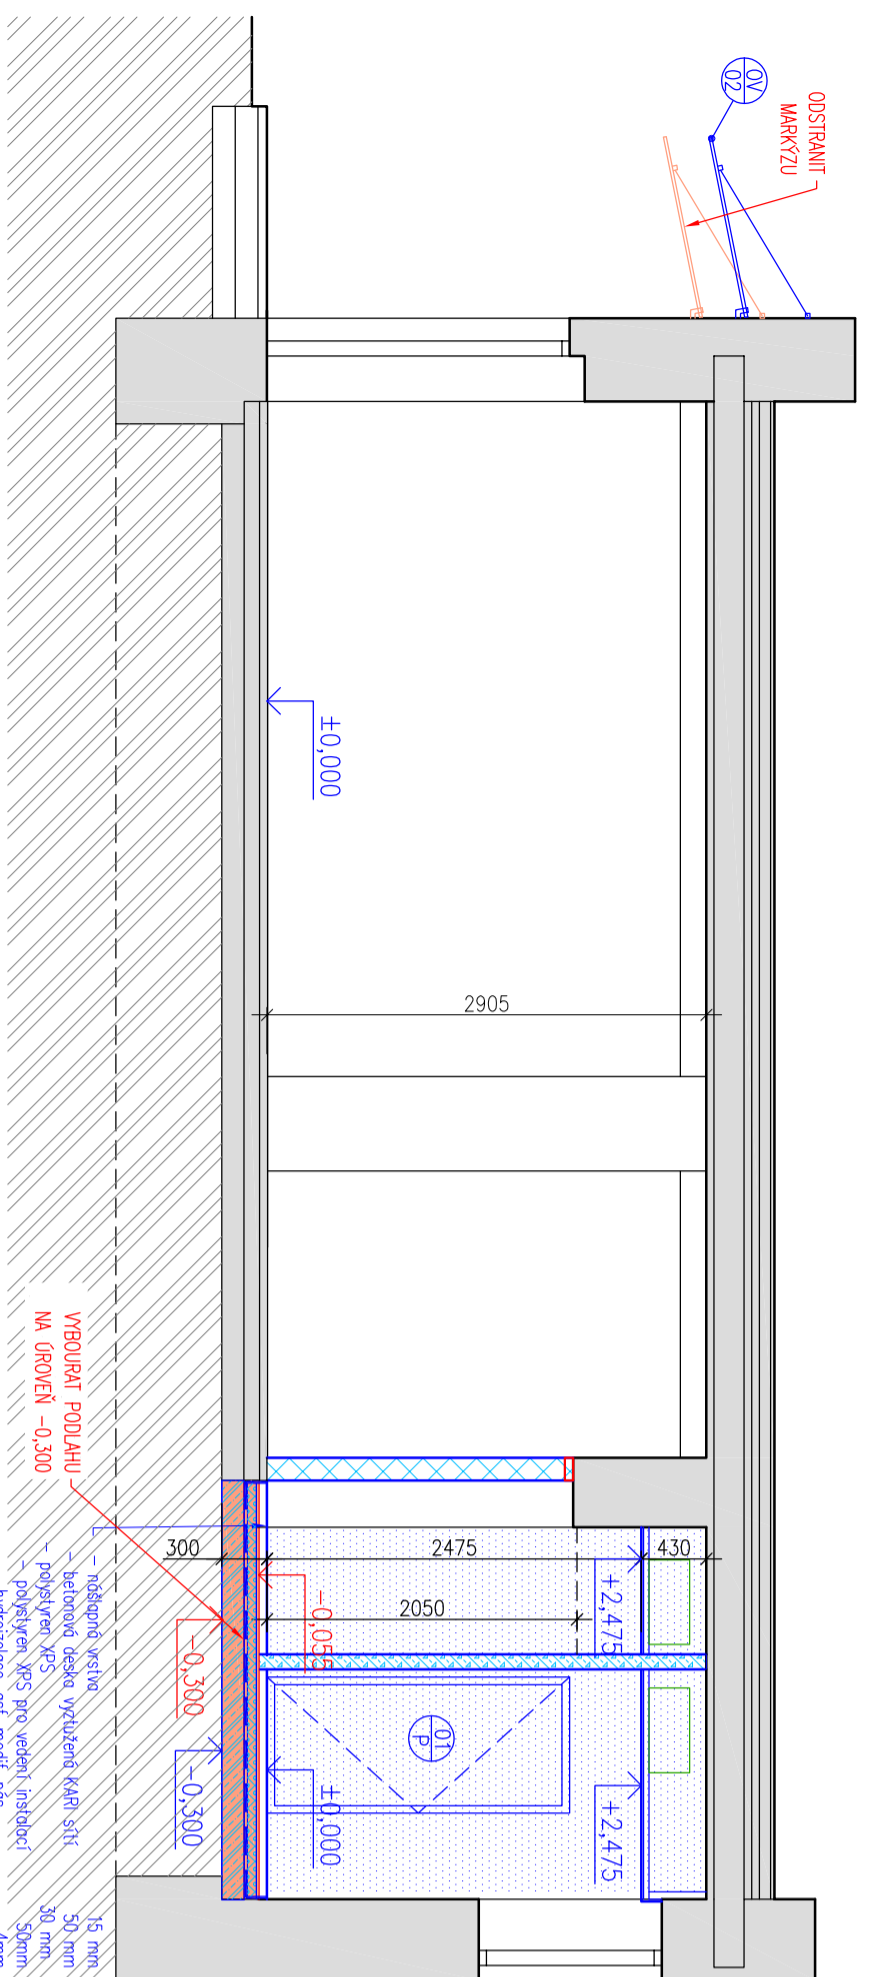 ODSTRANIT
MARKÝZU
OV
02
±0,000
2905
430
2475
300
2050
+2,475
+2,475
-0,055
-0,300
-0,300
±0,000
01
P
VYBOURAT PODLAHU
NA ÚROVEŇ -0,300
- nášlapná vrstva 15 mm
- betonová deska vyztužená KARI sítí 50 mm
- polystyren XPS 30 mm
- polystyren XPS pro vedení instalací 50mm